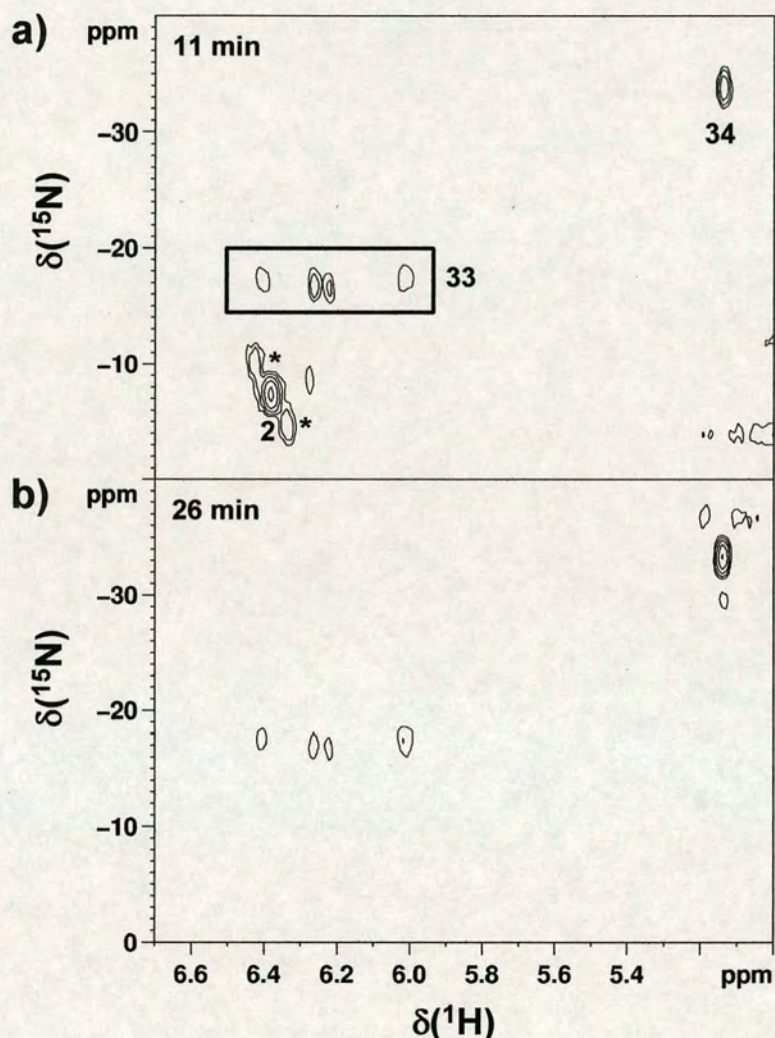 a)
ppm
11 min
34
−30
−20
33
−10
*
2
*
δ(¹⁵N)
b)
ppm
26 min
−30
−20
−10
0
δ(¹⁵N)
6.6 6.4 6.2 6.0 5.8 5.6 5.4 ppm
δ(¹H)